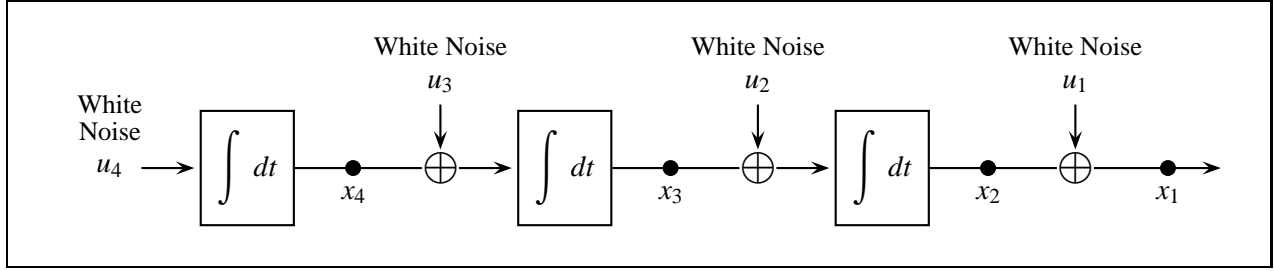 White Noise
u3
White Noise
u2
White Noise
u1
White
Noise
u4
∫ dt
x4
∫ dt
x3
∫ dt
x2
x1